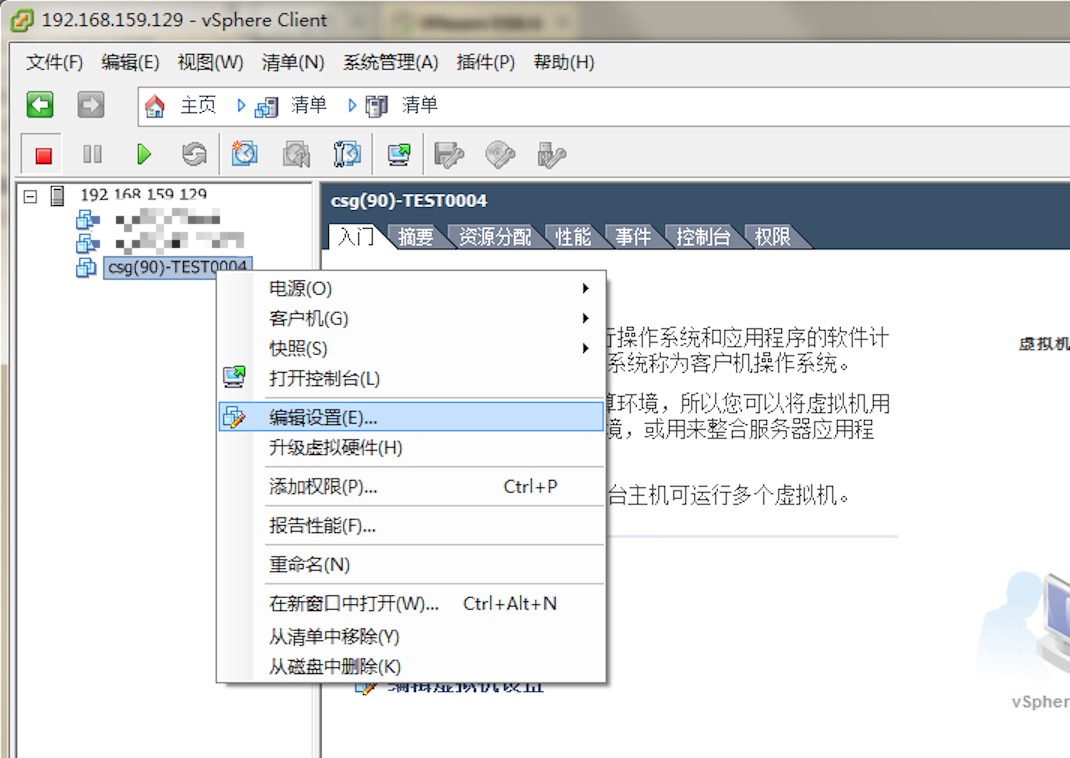 192.168.159.129 - vSphere Client
文件(F) 编辑(E) 视图(W) 清单(N) 系统管理(A) 插件(P) 帮助(H)
主页 清单 清单
192.168.159.129
csg(90)-TEST0004
csg(90)-TEST0004
入门 摘要 资源分配 性能 事件 控制台 权限
电源(O)
客户机(G)
快照(S)
打开控制台(L)
编辑设置(E)...
升级虚拟硬件(H)
添加权限(P)... Ctrl+P
报告性能(F)...
重命名(N)
在新窗口中打开(W)... Ctrl+Alt+N
从清单中移除(Y)
从磁盘中删除(K)
行操作系统和应用程序的软件计
系统称为客户机操作系统。
算环境，所以您可以将虚拟机用
境，或用来整合服务器应用程
台主机可运行多个虚拟机。
编辑虚拟机设置
虚拟机
vSpher